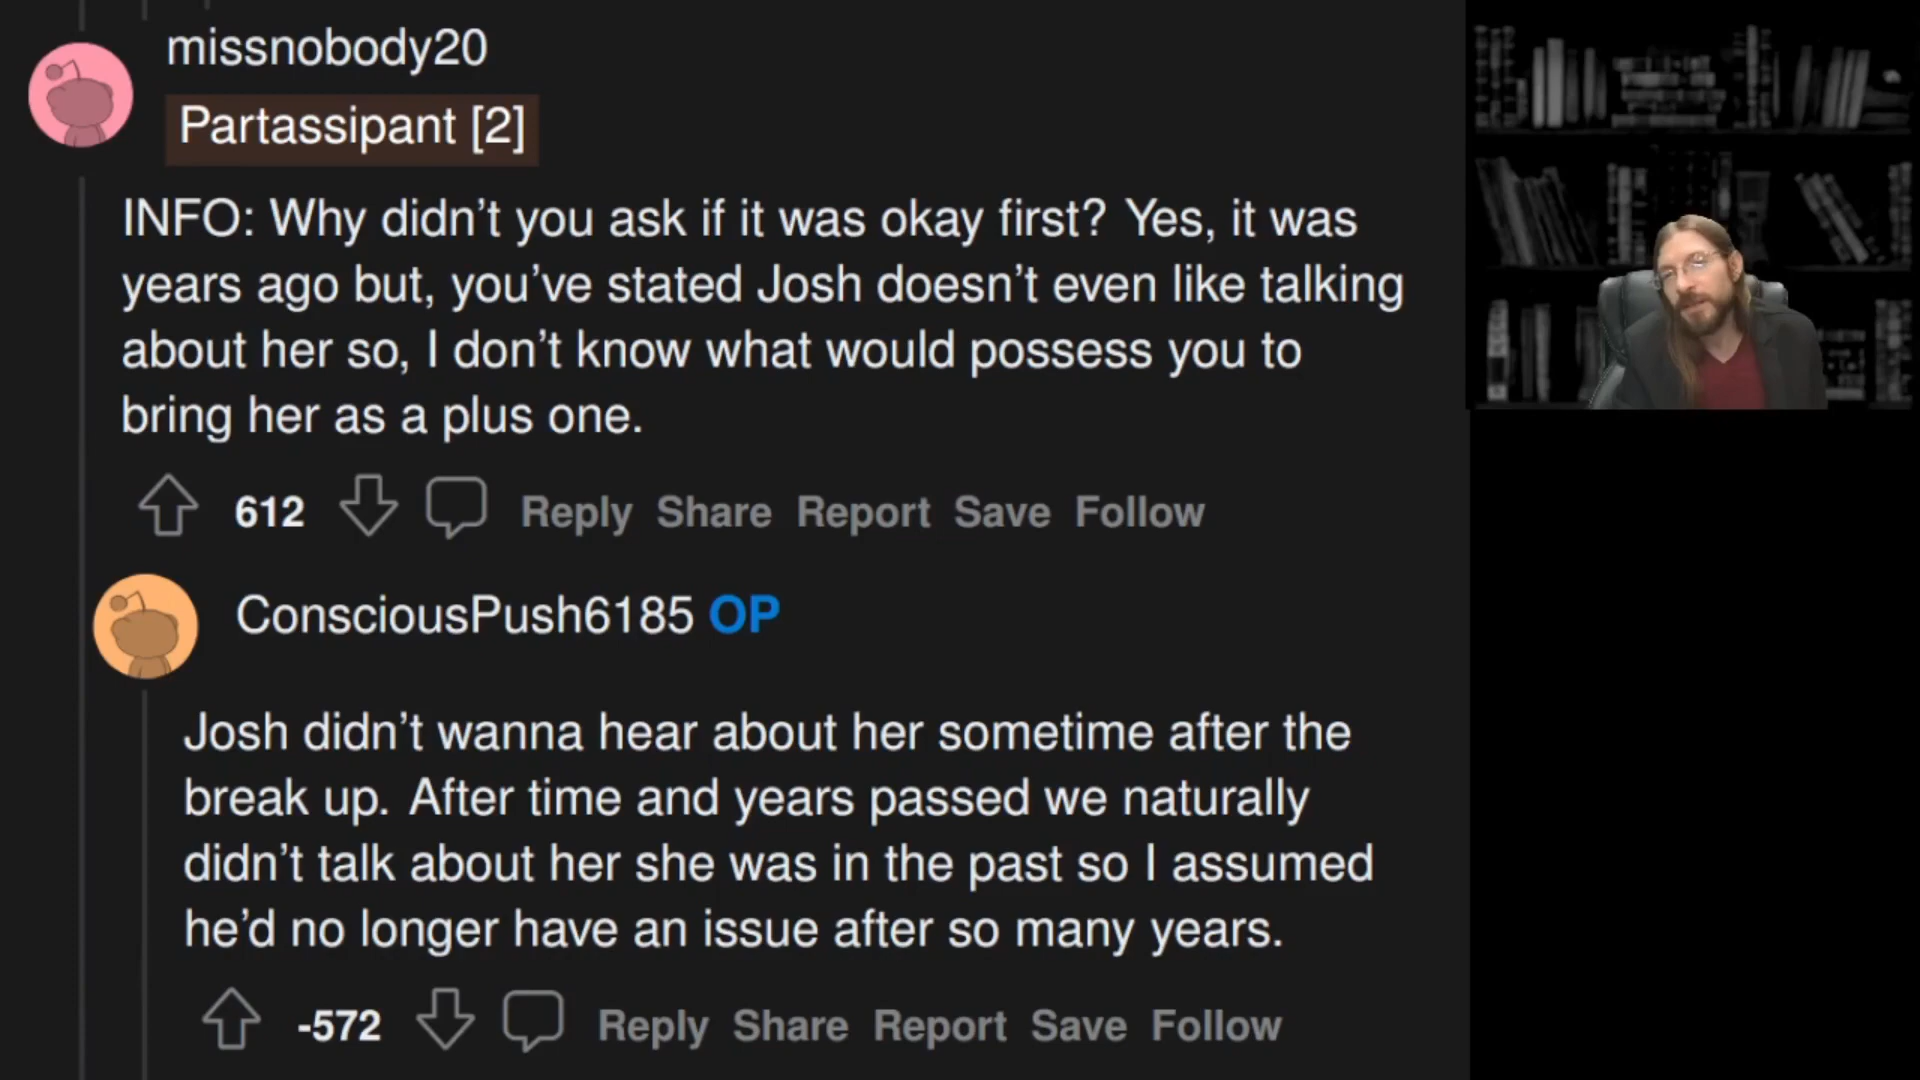 missnobody20
Partassipant [2]
INFO: Why didn’t you ask if it was okay first? Yes, it was
years ago but, you’ve stated Josh doesn’t even like talking
about her so, I don’t know what would possess you to
bring her as a plus one.
612 Reply Share Report Save Follow
ConsciousPush6185 OP
Josh didn’t wanna hear about her sometime after the
break up. After time and years passed we naturally
didn’t talk about her she was in the past so I assumed
he’d no longer have an issue after so many years.
-572 Reply Share Report Save Follow